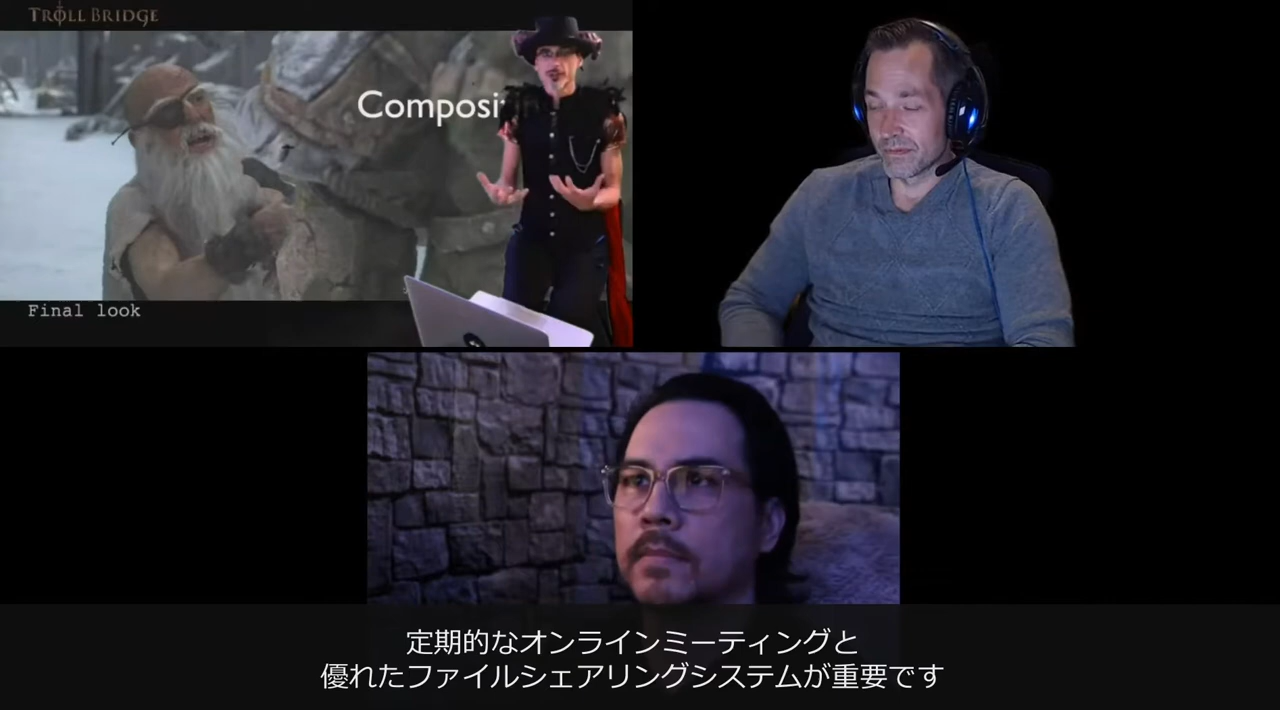 TROLL BRIDGE
Composi
Final look
定期的なオンラインミーティングと
優れたファイルシェアリングシステムが重要です